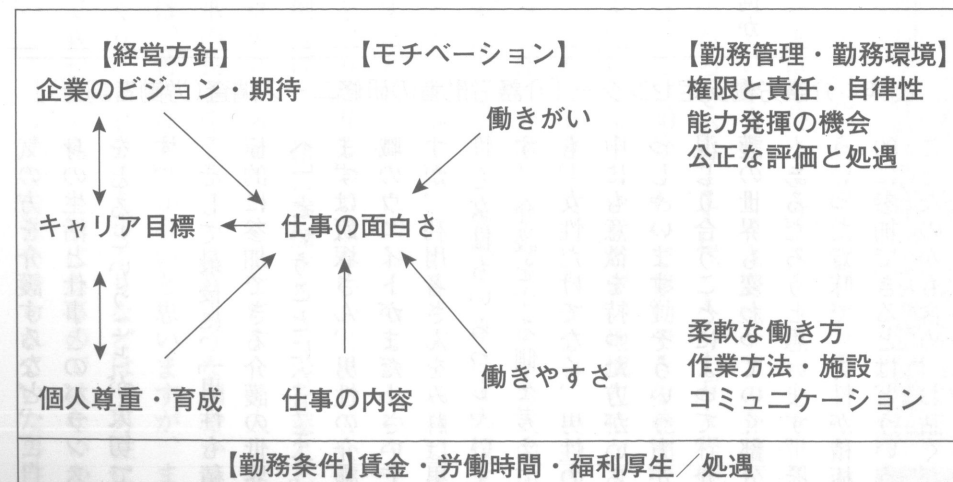 【経営方針】
企業のビジョン・期待
キャリア目標
個人尊重・育成
【モチベーション】
働きがい
仕事の面白さ
働きやすさ
仕事の内容
【勤務管理・勤務環境】
権限と責任・自律性
能力発揮の機会
公正な評価と処遇
柔軟な働き方
作業方法・施設
コミュニケーション
【勤務条件】賃金・労働時間・福利厚生／処遇